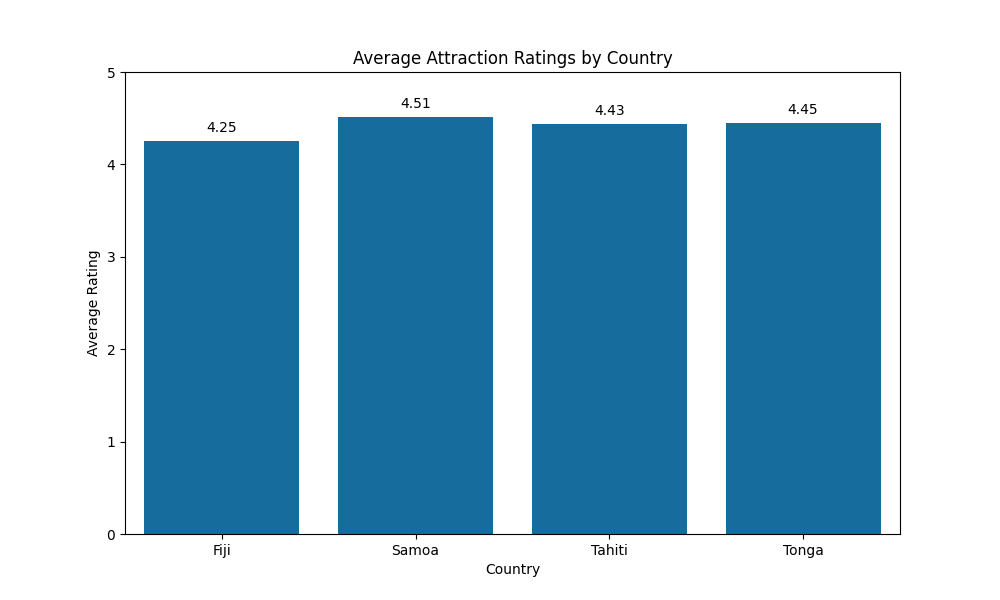 Average Attraction Ratings by Country
5
4
3
2
1
0
Average Rating
4.25
4.51
4.43
4.45
Fiji
Samoa
Tahiti
Tonga
Country